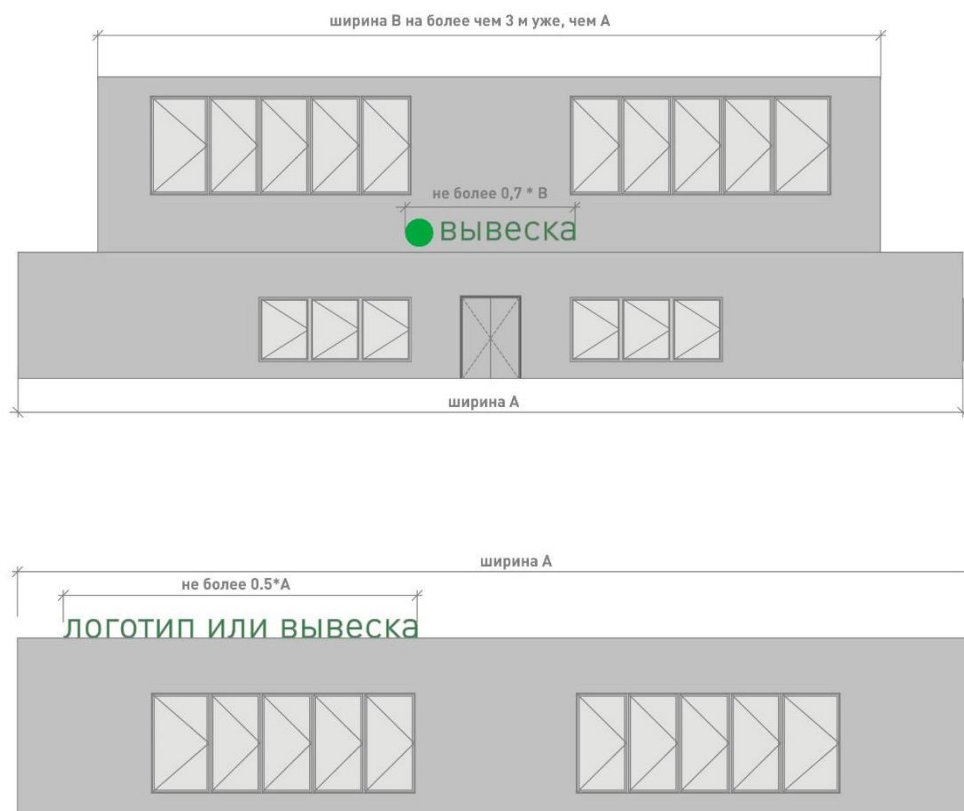 ширина В на более чем 3 м уже, чем А
не более 0,7 * В
вывеска
ширина А
ширина А
не более 0.5*А
логотип или вывеска